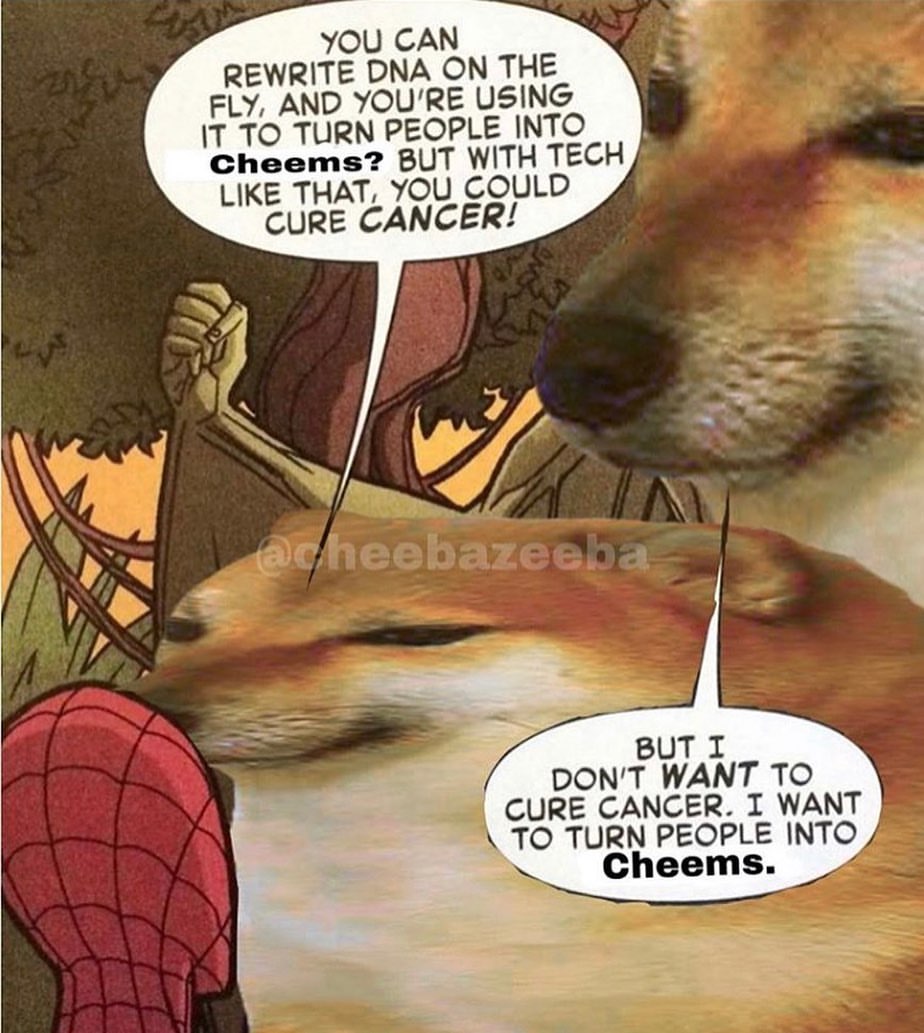 YOU CAN
REWRITE DNA ON THE
FLY, AND YOU'RE USING
IT TO TURN PEOPLE INTO
Cheems? BUT WITH TECH
LIKE THAT, YOU COULD
CURE CANCER!
@cheebazeeba
BUT I
DON'T WANT TO
CURE CANCER. I WANT
TO TURN PEOPLE INTO
Cheems.